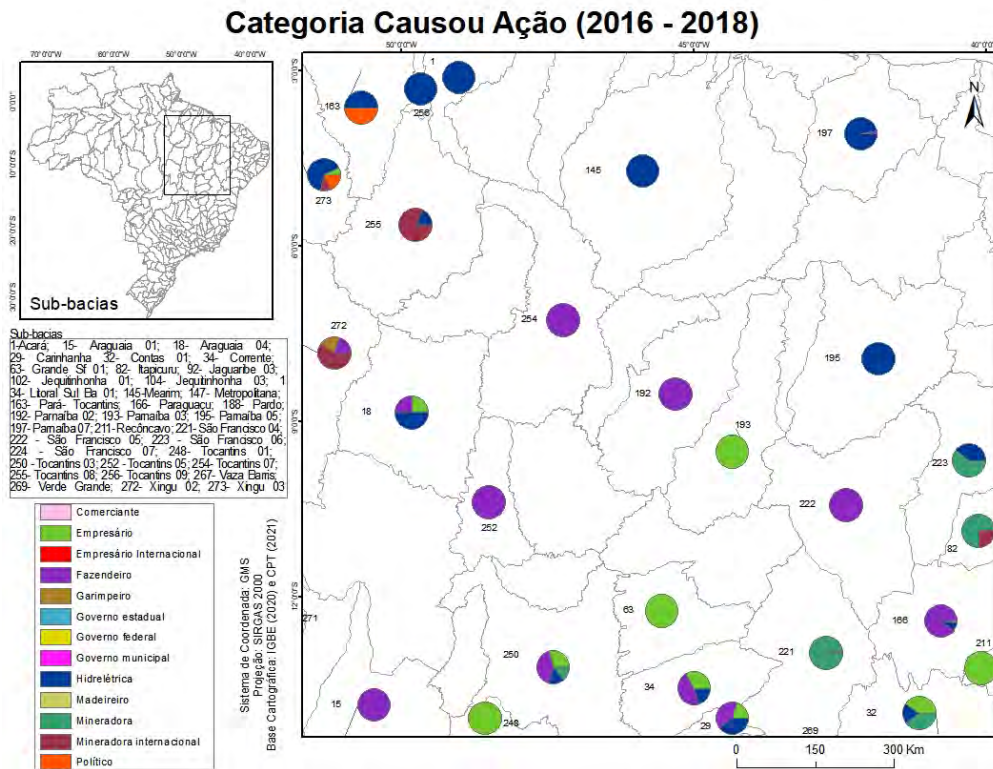 Categoria Causou Ação (2016 - 2018)
70°0'0"W 60°0'0"W 50°0'0"W 40°0'0"W
0°0'0"
10°0'0"S
20°0'0"S
30°0'0"S
Sub-bacias
50°0'0"W 45°0'0"W 40°0'0"W
3°0'0"S
6°0'0"S
9°0'0"S
12°0'0"S
N
1
163
256
197
145
273
255
254
272
195
192
18
193
223
222
252
82
63
271
166
211
221
250
34
15
248
29
269
32
Sub-bacias
1-Acará; 15- Araguaia 01; 18- Araguaia 04;
29- Carinhanha 32- Contas 01; 34- Corrente;
63- Grande Sf 01; 82- Itapicuru; 92- Jaguaribe 03;
102- Jequitinhonha 01; 104- Jequitinhonha 03; 1
34- Litoral Sul Ba 01; 145-Mearim; 147- Metropolitana;
163- Pará- Tocantins; 166- Paraguaçu; 188- Pardo;
192- Parnaíba 02; 193- Parnaíba 03; 195- Parnaíba 05;
197- Parnaíba 07; 211- Recôncavo; 221- São Francisco 04;
222 - São Francisco 05; 223 - São Francisco 06;
224 - São Francisco 07; 248- Tocantins 01;
250 - Tocantins 03; 252 - Tocantins 05; 254- Tocantins 07;
255- Tocantins 08; 256- Tocantins 09; 267- Vaza Barris;
269- Verde Grande; 272- Xingu 02; 273- Xingu 03
Comerciante
Empresário
Empresário Internacional
Fazendeiro
Garimpeiro
Governo estadual
Governo federal
Governo municipal
Hidrelétrica
Madeireiro
Mineradora
Mineradora internacional
Político
Sistema de Coordenada: GMS
Projeção: SIRGAS 2000
Base Cartográfica: IGBE (2020) e CPT (2021)
0 150 300 Km